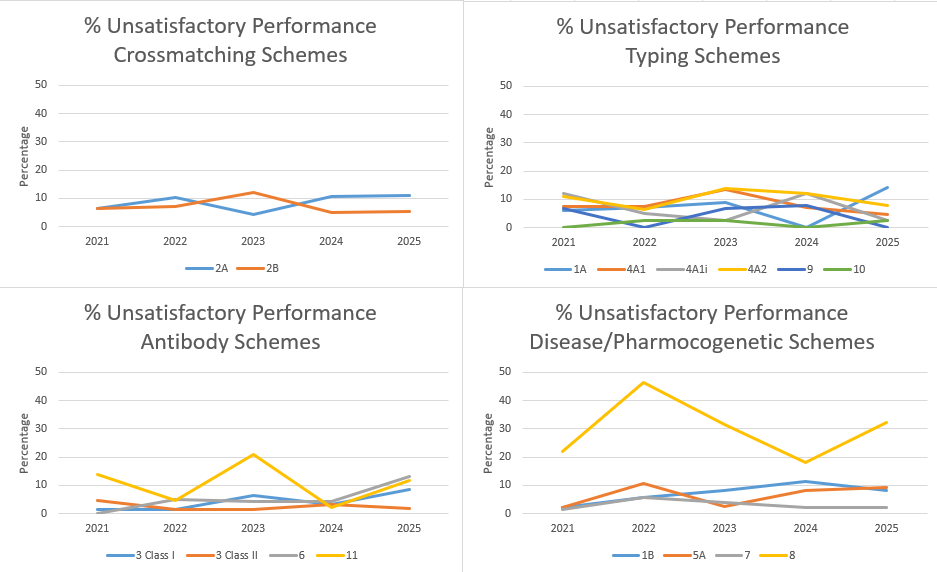 % Unsatisfactory Performance
Crossmatching Schemes
50
40
30
20
10
0
Percentage
2021 2022 2023 2024 2025
2A 2B
% Unsatisfactory Performance
Typing Schemes
50
40
30
20
10
0
Percentage
2021 2022 2023 2024 2025
1A 4A1 4A1i 4A2 9 10
% Unsatisfactory Performance
Antibody Schemes
50
40
30
20
10
0
Percentage
2021 2022 2023 2024 2025
3 Class I 3 Class II 6 11
% Unsatisfactory Performance
Disease/Pharmocogenetic Schemes
50
40
30
20
10
0
Percentage
2021 2022 2023 2024 2025
1B 5A 7 8